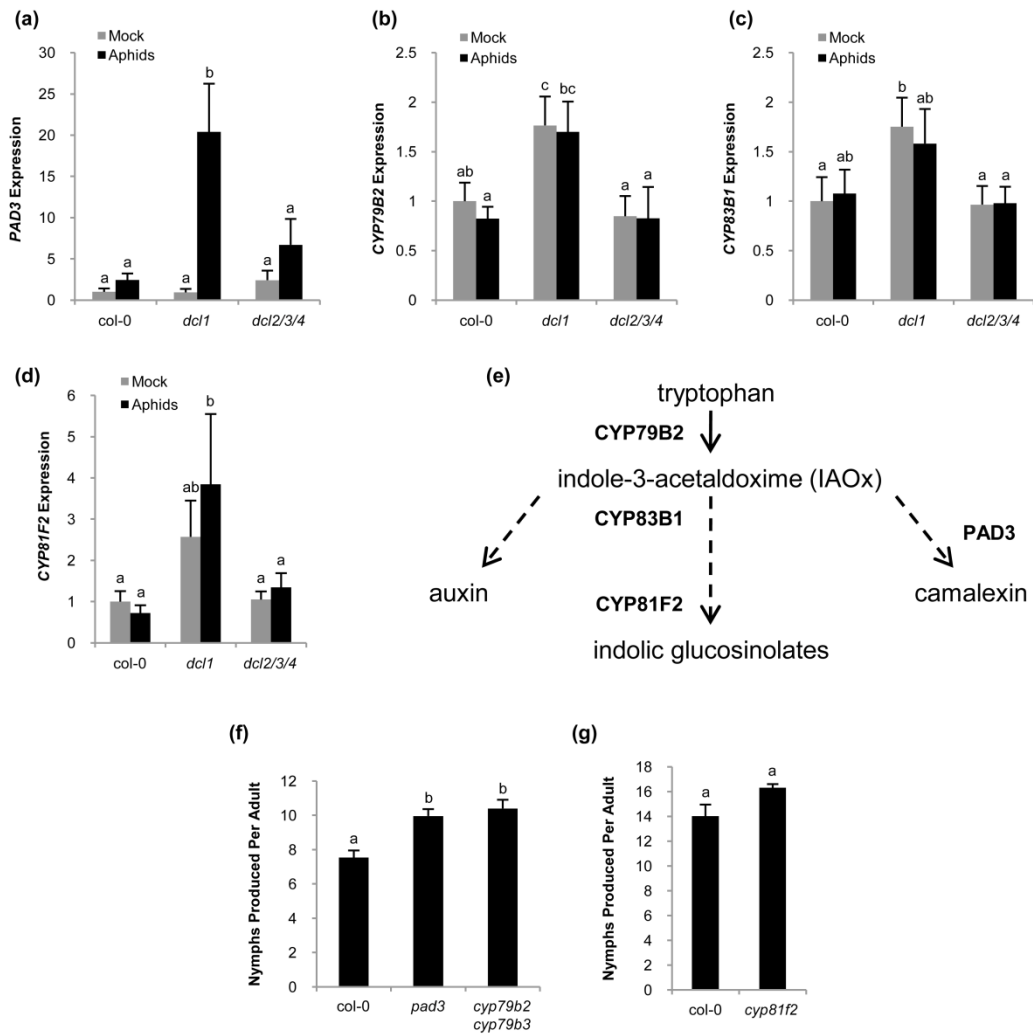 (a)
Mock
Aphids
PAD3 Expression
30
25
20
15
10
5
0
a
a
a
b
a
a
col-0
dcl1
dcl2/3/4
(b)
Mock
Aphids
CYP79B2 Expression
2.5
2
1.5
1
0.5
0
ab
a
c
bc
a
a
col-0
dcl1
dcl2/3/4
(c)
Mock
Aphids
CYP83B1 Expression
2.5
2
1.5
1
0.5
0
a
ab
b
ab
a
a
col-0
dcl1
dcl2/3/4
(d)
Mock
Aphids
CYP81F2 Expression
6
5
4
3
2
1
0
a
a
ab
b
a
a
col-0
dcl1
dcl2/3/4
(e)
tryptophan
CYP79B2
indole-3-acetaldoxime (IAOx)
CYP83B1
PAD3
auxin
camalexin
CYP81F2
indolic glucosinolates
(f)
Nymphs Produced Per Adult
12
10
8
6
4
2
0
a
b
b
col-0
pad3
cyp79b2
cyp79b3
(g)
Nymphs Produced Per Adult
18
16
14
12
10
8
6
4
2
0
a
a
col-0
cyp81f2